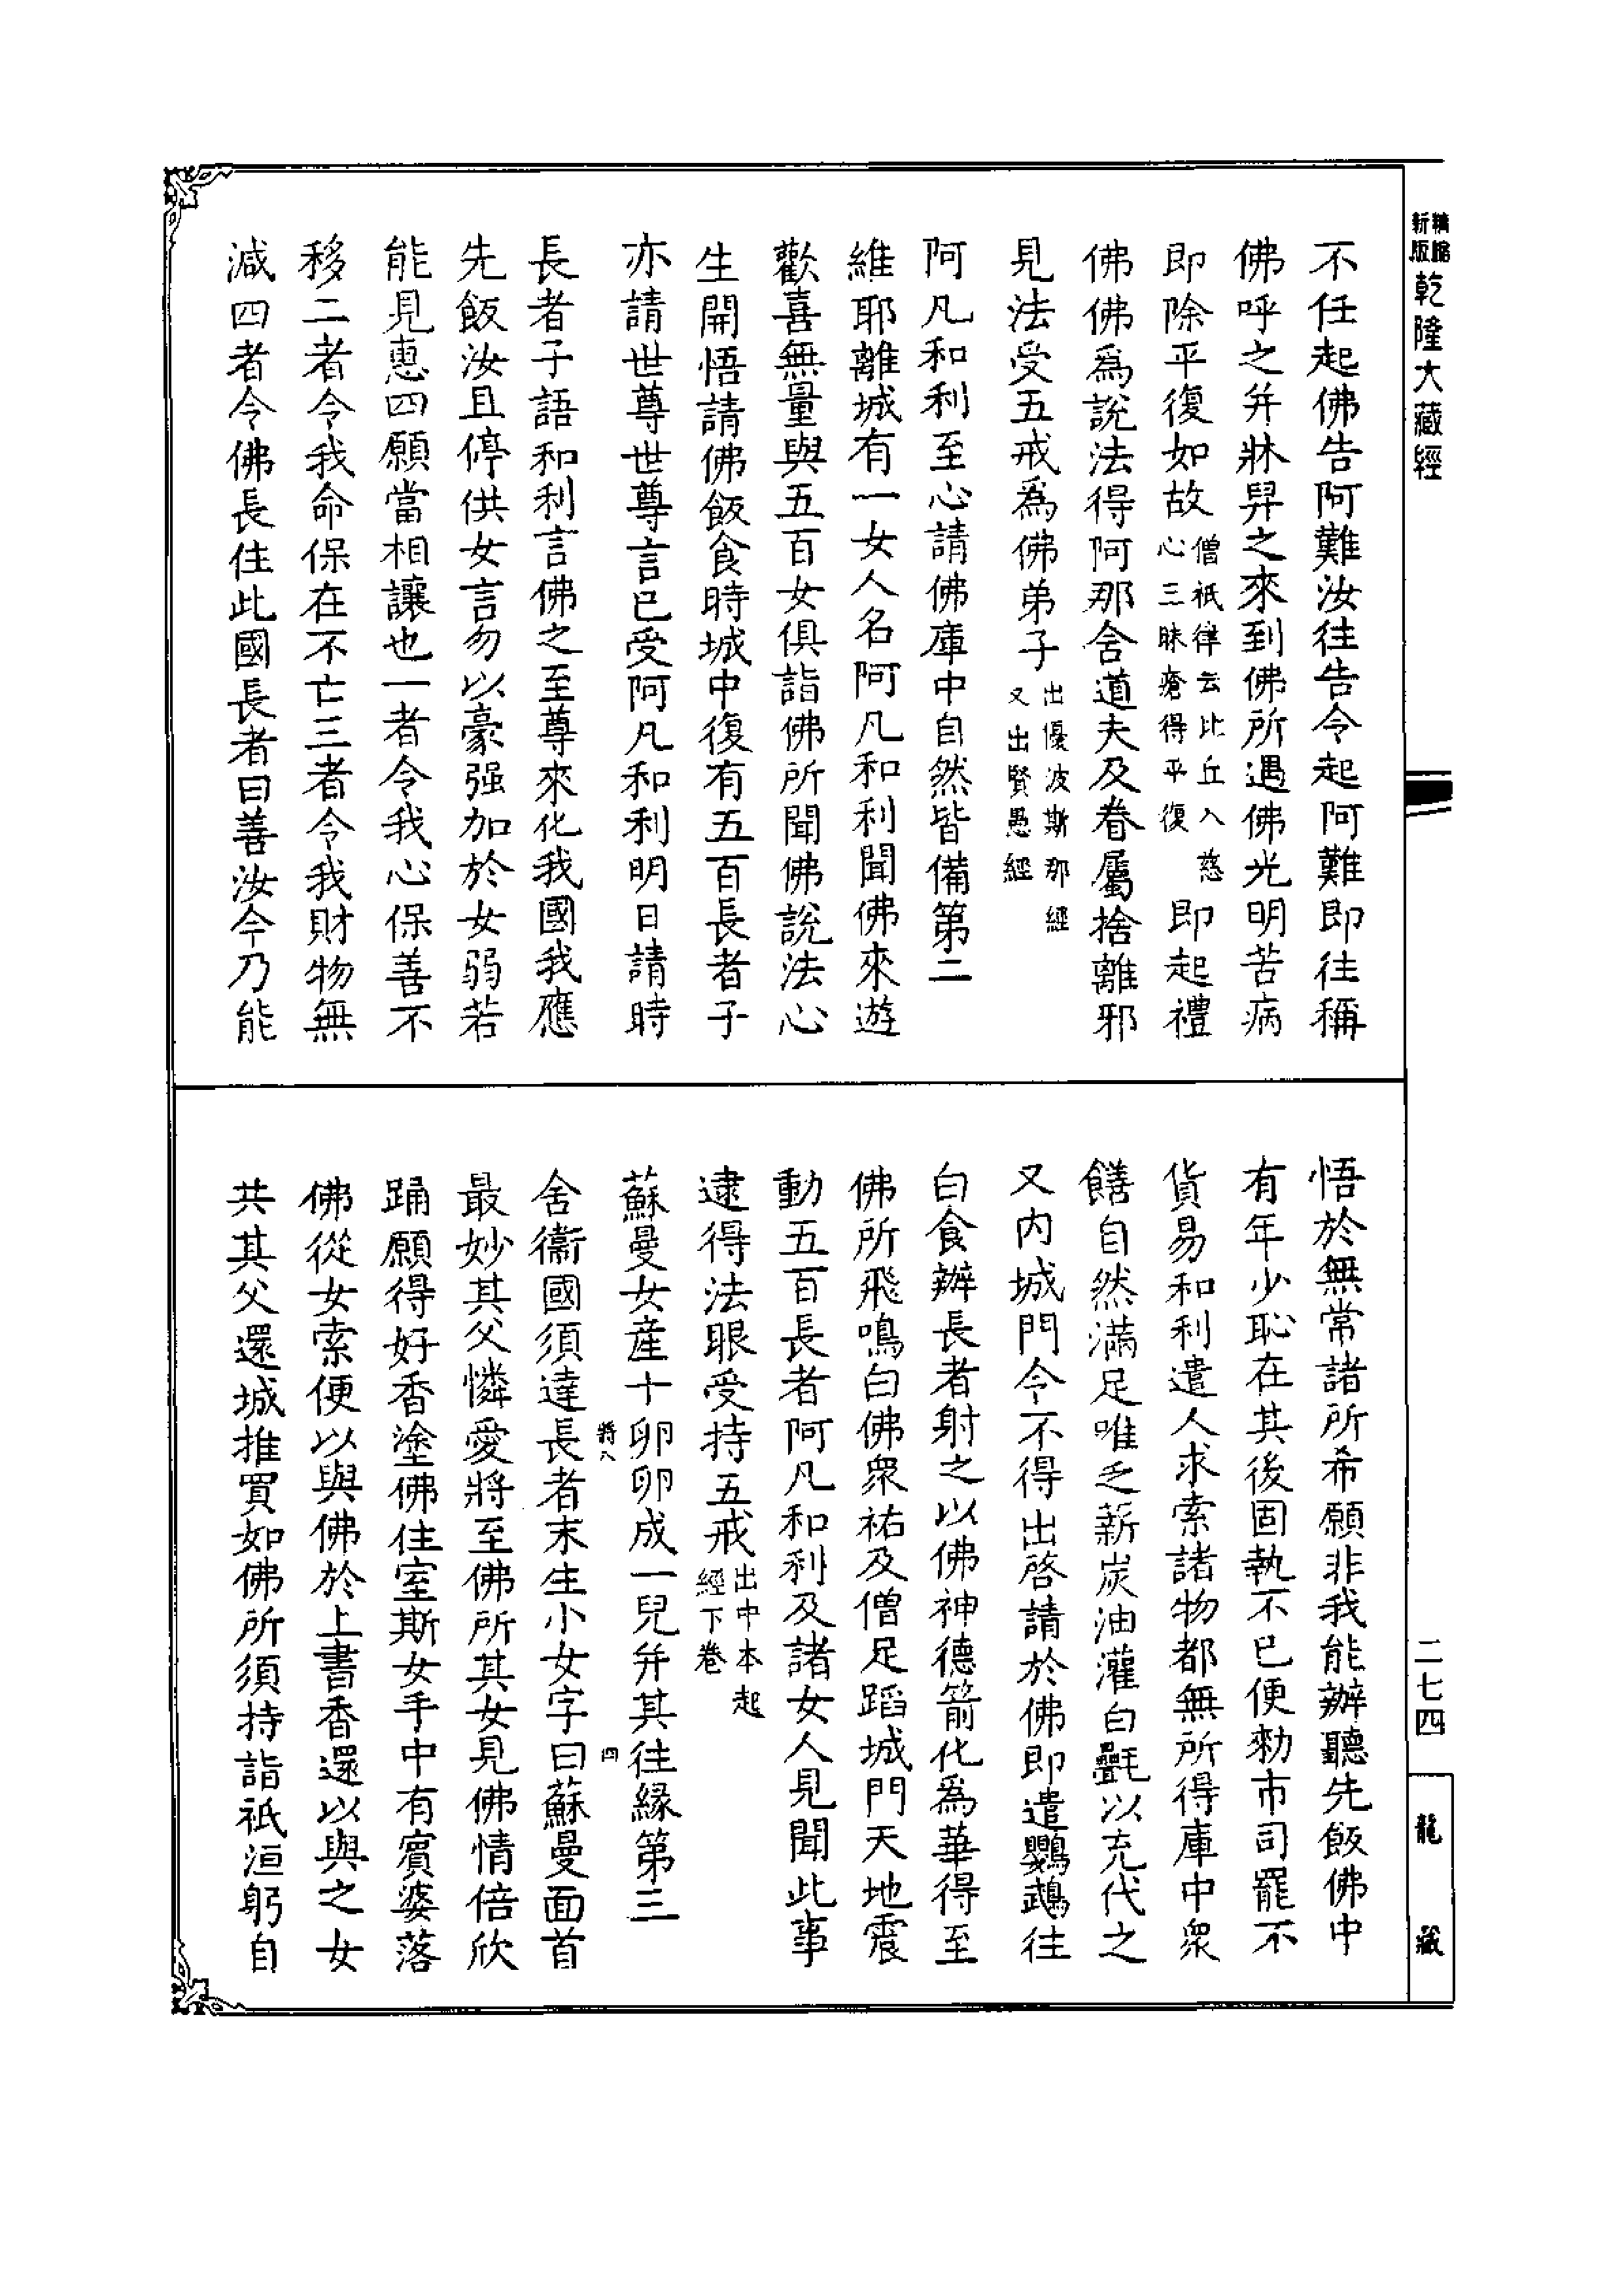 新版精縮乾隆大藏經
不任起佛告阿難汝往告令起阿難即往稱
佛呼之并牀舁之來到佛所遇佛光明苦病
即除平復如故僧祇律云比丘入慈心三昧瘡得平復即起禮
佛佛爲說法得阿那含道夫及眷屬捨離邪
見法受五戒爲佛弟子出優波斯那經又出賢愚經
阿凡和利至心請佛庫中自然皆備第二
維耶離城有一女人名阿凡和利聞佛來遊
歡喜無量與五百女俱詣佛所聞佛說法心
生開悟請佛飯食時城中復有五百長者子
亦請世尊世尊言已受阿凡和利明日請時
長者子語和利言佛之至尊來化我國我應
先飯汝且停供女言勿以豪强加於女弱若
能見惠四願當相讓也一者令我心保善不
移二者令我命保在不亡三者令我財物無
減四者令佛長住此國長者曰善汝今乃能
悟於無常諸所希願非我能辦聽先飯佛中
有年少恥在其後固執不已便勅市司罷不
貨易和利遣人求索諸物都無所得庫中衆
饍自然滿足唯乏薪炭油灌白㲲以充代之
又内城門令不得出啓請於佛即遣鸚鵡往
白食辦長者射之以佛神德箭化爲華得至
佛所飛鳴白佛衆祐及僧足蹈城門天地震
動五百長者阿凡和利及諸女人見聞此事
逮得法眼受持五戒出中本起經下卷
蘇曼女産十卵卵成一兒并其往緣第三
將八
四
舍衞國須達長者末生小女字曰蘇曼面首
最妙其父憐愛將至佛所其女見佛情倍欣
踊願得好香塗佛住室斯女手中有賓婆落
佛從女索便以與佛於上書香還以與之女
共其父還城推買如佛所須持詣祇洹躬自
二七四
龍藏